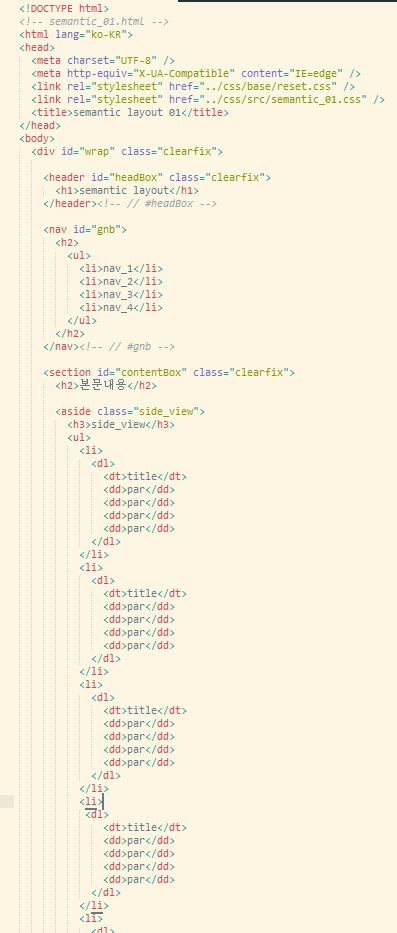 <!DOCTYPE html>
<!-- semantic_01.html -->
<html lang="ko-KR">
<head>
<meta charset="UTF-8" />
<meta http-equiv="X-UA-Compatible" content="IE=edge" />
<link rel="stylesheet" href="../css/base/reset.css" />
<link rel="stylesheet" href="../css/src/semantic_01.css" />
<title>semantic layout 01</title>
</head>
<body>
<div id="wrap" class="clearfix">
<header id="headBox" class="clearfix">
<h1>semantic layout</h1>
</header><!-- // #headBox -->
<nav id="gnb">
<h2>
<ul>
<li>nav_1</li>
<li>nav_2</li>
<li>nav_3</li>
<li>nav_4</li>
</ul>
</h2>
</nav><!-- // #gnb -->
<section id="contentBox" class="clearfix">
<h2>본문내용</h2>
<aside class="side_view">
<h3>side_view</h3>
<ul>
<li>
<dl>
<dt>title</dt>
<dd>par</dd>
<dd>par</dd>
<dd>par</dd>
<dd>par</dd>
</dl>
</li>
<li>
<dl>
<dt>title</dt>
<dd>par</dd>
<dd>par</dd>
<dd>par</dd>
<dd>par</dd>
</dl>
</li>
<li>
<dl>
<dt>title</dt>
<dd>par</dd>
<dd>par</dd>
<dd>par</dd>
<dd>par</dd>
</dl>
</li>
<li>
<dl>
<dt>title</dt>
<dd>par</dd>
<dd>par</dd>
<dd>par</dd>
<dd>par</dd>
</dl>
</li>
<li>
<dl>